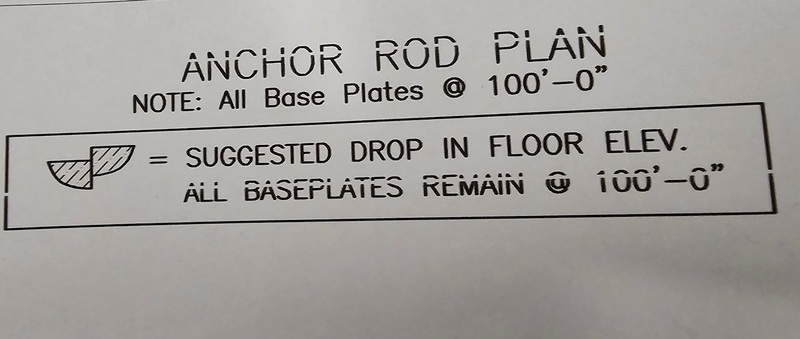 ANCHOR ROD PLAN
NOTE: All Base Plates @ 100'-0"
= SUGGESTED DROP IN FLOOR ELEV.
ALL BASEPLATES REMAIN @ 100'-0"